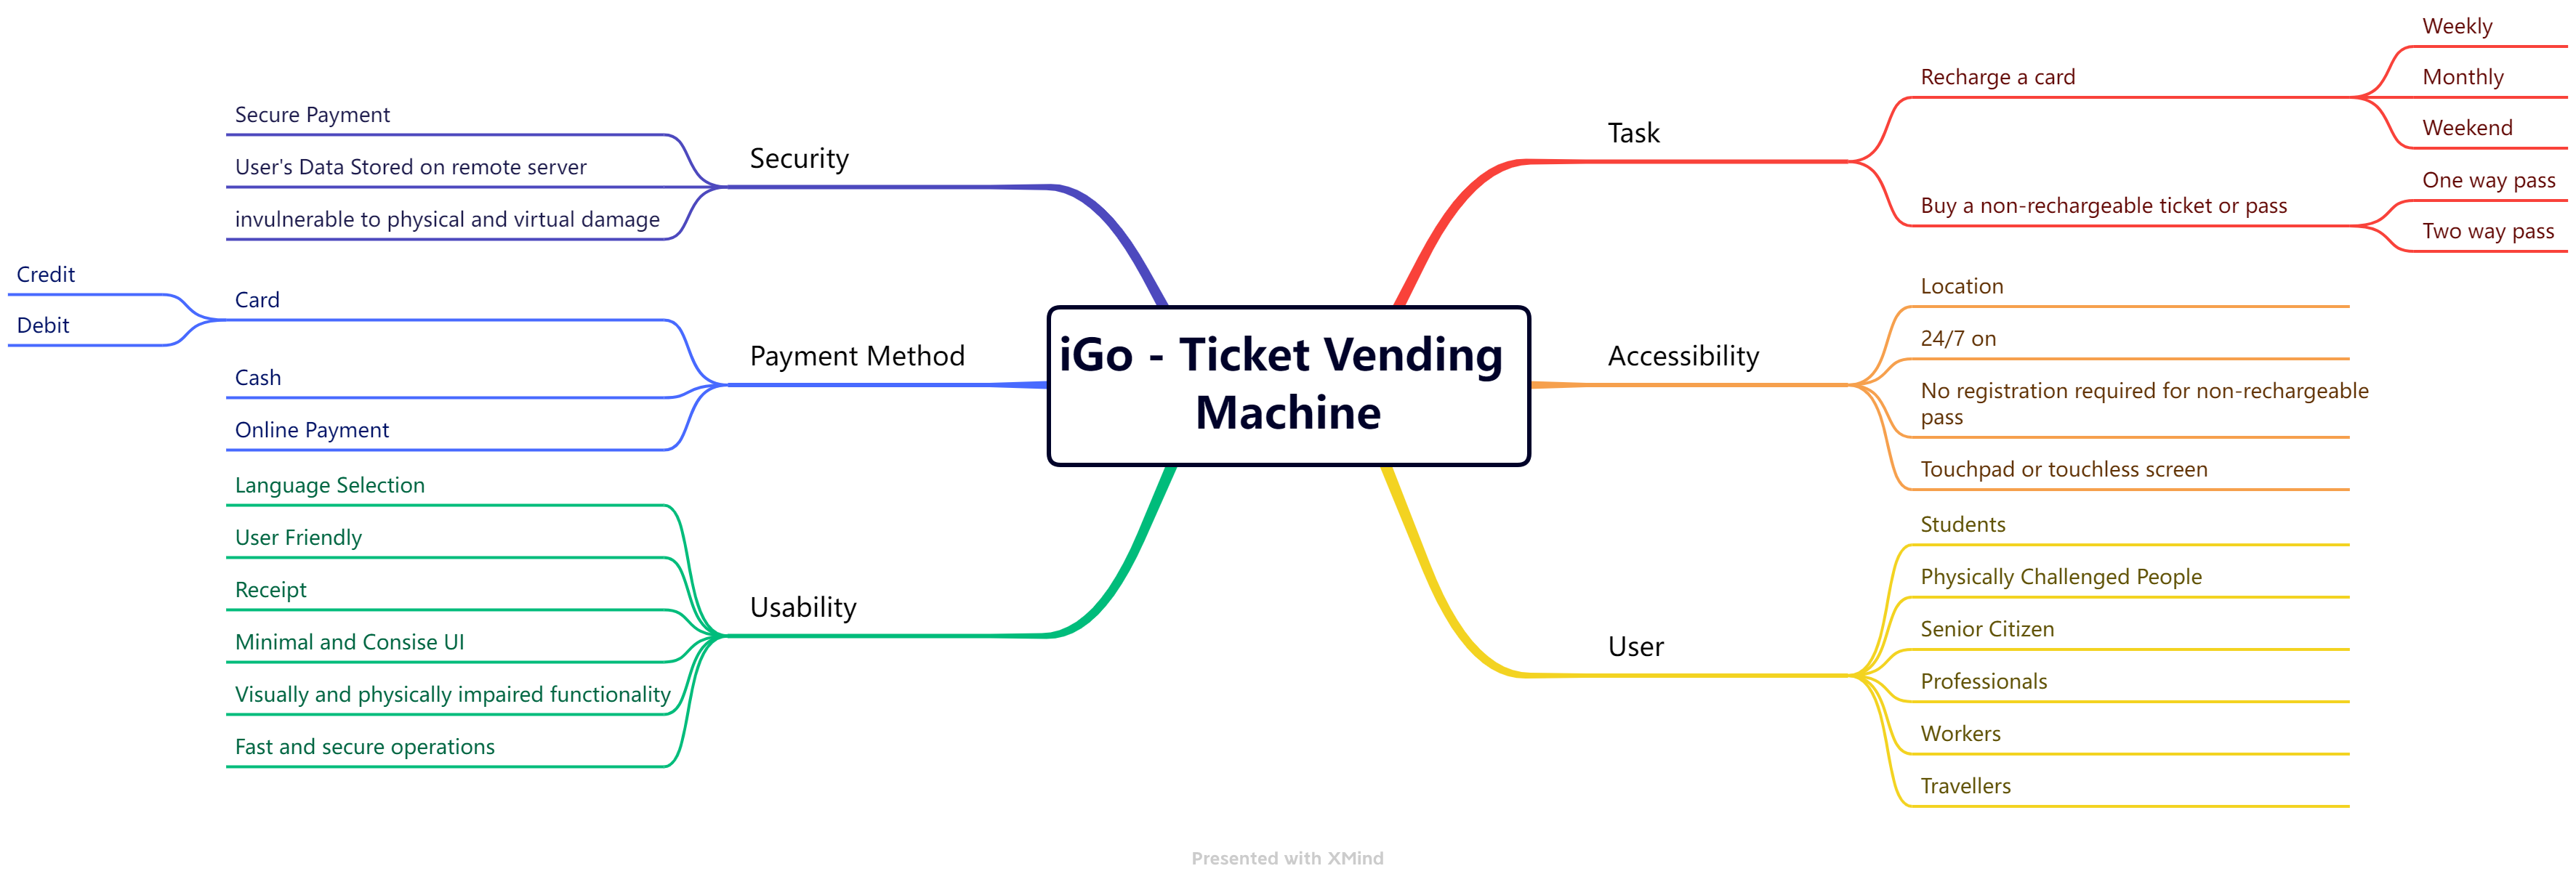 Security
Secure Payment
User's Data Stored on remote server
invulnerable to physical and virtual damage
Payment Method
Card
Credit
Debit
Cash
Online Payment
Usability
Language Selection
User Friendly
Receipt
Minimal and Consise UI
Visually and physically impaired functionality
Fast and secure operations
iGo - Ticket Vending
Machine
Task
Recharge a card
Weekly
Monthly
Weekend
Buy a non-rechargeable ticket or pass
One way pass
Two way pass
Accessibility
Location
24/7 on
No registration required for non-rechargeable
pass
Touchpad or touchless screen
User
Students
Physically Challenged People
Senior Citizen
Professionals
Workers
Travellers
Presented with XMind